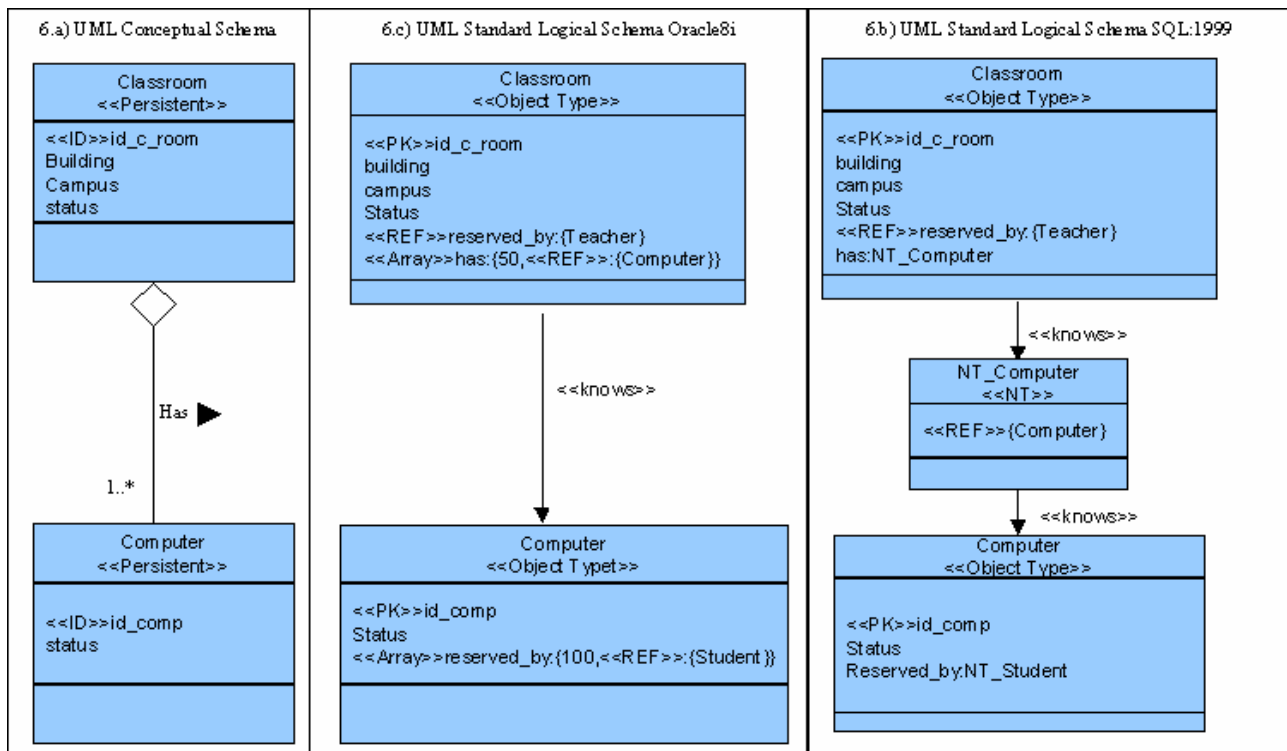 6.a) UML Conceptual Schema
Classroom
<<Persistent>>
<<ID>>id_c_room
Building
Campus
status
Has
1..*
Computer
<<Persistent>>
<<ID>>id_comp
status
6.c) UML Standard Logical Schema Oracle8i
Classroom
<<Object Type>>
<<PK>>id_c_room
building
campus
Status
<<REF>>reserved_by:{Teacher}
<<Array>>has:{50,<<REF>>:{Computer}}
<<knows>>
Computer
<<Object Typet>>
<<PK>>id_comp
Status
<<Array>>reserved_by:{100,<<REF>>:{Student}}
6.b) UML Standard Logical Schema SQL:1999
Classroom
<<Object Type>>
<<PK>>id_c_room
building
campus
Status
<<REF>>reserved_by:{Teacher}
has:NT_Computer
<<knows>>
NT_Computer
<<NT>>
<<REF>>{Computer}
<<knows>>
Computer
<<Object Type>>
<<PK>>id_comp
Status
Reserved_by:NT_Student